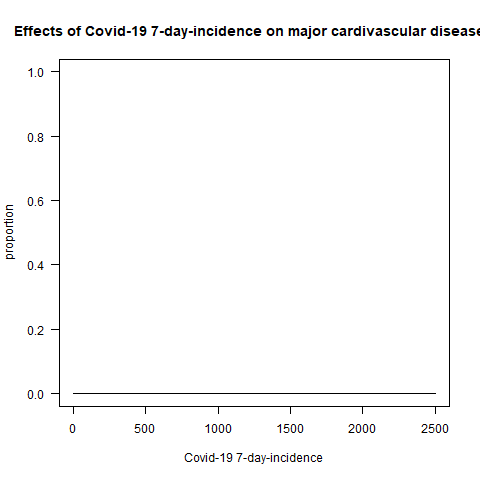 Effects of Covid-19 7-day-incidence on major cardivascular disease
1.0
0.8
0.6
0.4
0.2
0.0
proportion
0 500 1000 1500 2000 2500
Covid-19 7-day-incidence